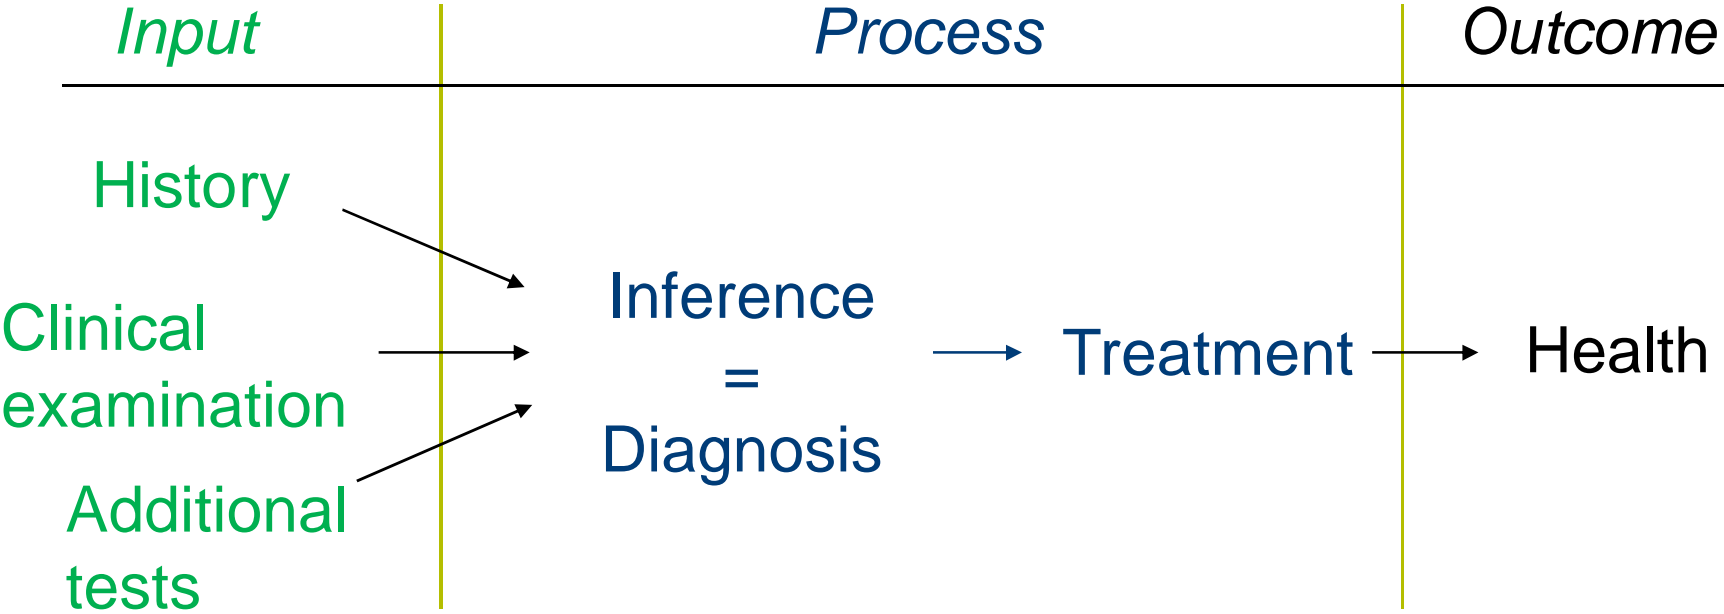 Input
Process
Outcome
History
Clinical
examination
Additional
tests
Inference
=
Diagnosis
Treatment
Health